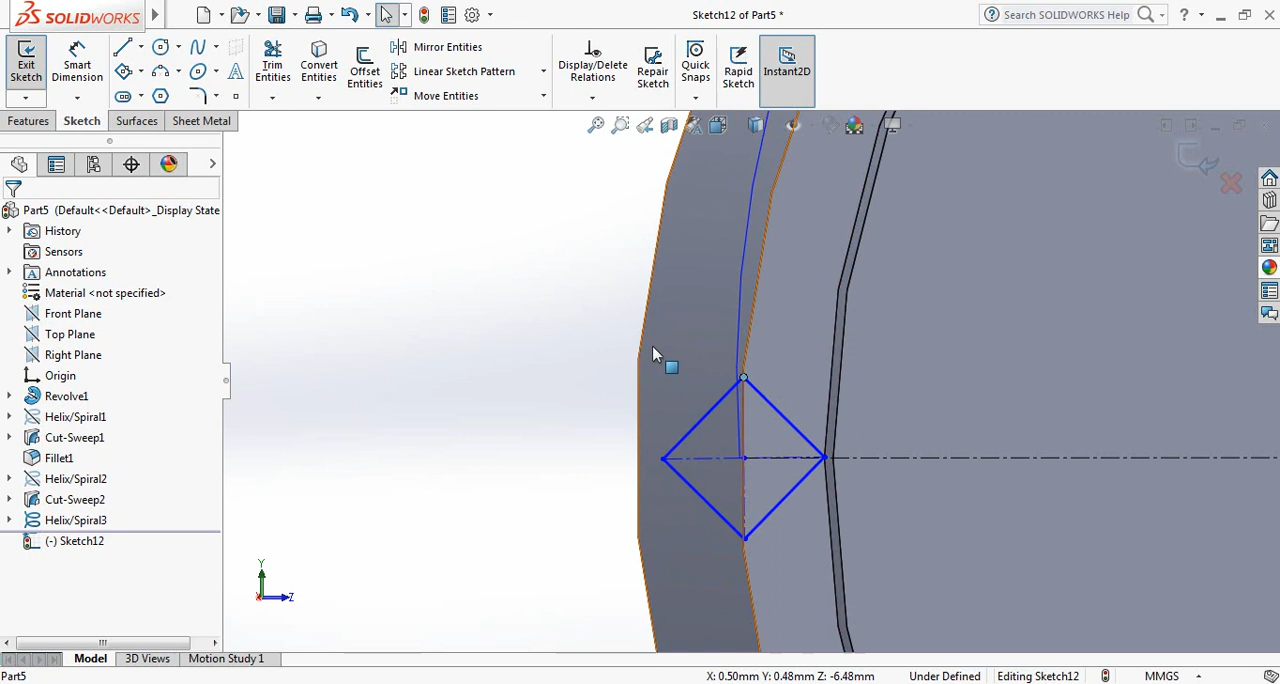 SOLIDWORKS
Sketch12 of Part5 *
Search SOLIDWORKS Help
?
Exit Sketch
Smart Dimension
Trim Entities
Convert Entities
Offset Entities
Mirror Entities
Linear Sketch Pattern
Move Entities
Display/Delete Relations
Repair Sketch
Quick Snaps
Rapid Sketch
Instant2D
Features
Sketch
Surfaces
Sheet Metal
Part5 (Default<<Default>_Display State
History
Sensors
Annotations
Material <not specified>
Front Plane
Top Plane
Right Plane
Origin
Revolve1
Helix/Spiral1
Cut-Sweep1
Fillet1
Helix/Spiral2
Cut-Sweep2
Helix/Spiral3
(-) Sketch12
Y
X
Z
Model
3D Views
Motion Study 1
Part5
X: 0.50mm Y: 0.48mm Z: -6.48mm
Under Defined
Editing Sketch12
MMGS